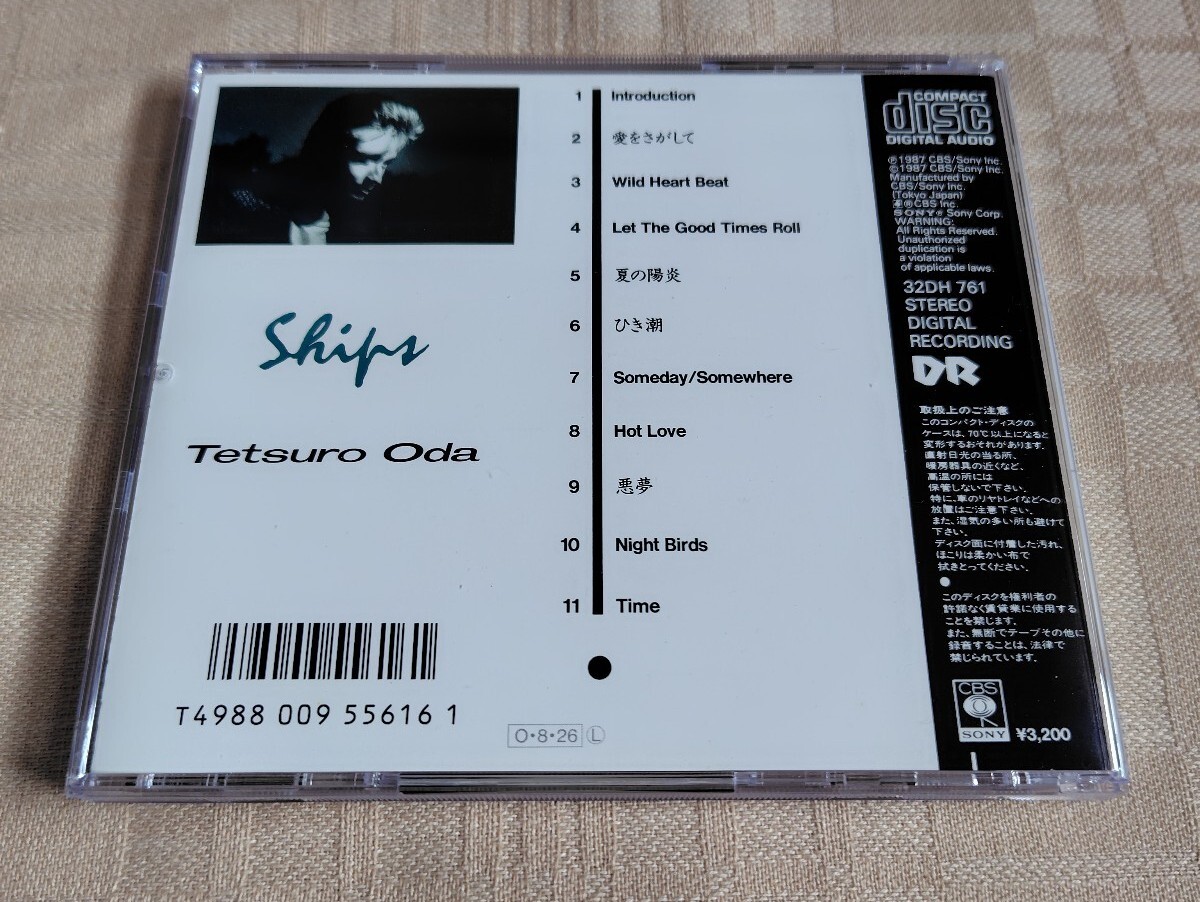 Ships
Tetsuro Oda
1 Introduction
2 愛をさがして
3 Wild Heart Beat
4 Let The Good Times Roll
5 夏の陽炎
6 ひき潮
7 Someday/Somewhere
8 Hot Love
9 悪夢
10 Night Birds
11 Time
T4988 009 55616 1
O・8・26 Ⓛ
COMPACT
disc
DIGITAL AUDIO
℗1987 CBS/Sony Inc.
©1987 CBS/Sony Inc.
Manufactured by
CBS/Sony Inc.
(Tokyo Japan)
®CBS Inc.
SONY® Sony Corp.
WARNING:
All Rights Reserved.
Unauthorized
duplication is
a violation
of applicable laws.
32DH 761
STEREO
DIGITAL
RECORDING
DR
取扱上のご注意
このコンパクト・ディスクの
ケースは、70℃以上になると
変形するおそれがあります。
直射日光の当る所、
暖房器具の近くなど、
高温の所には
保管しないで下さい。
特に、車のリヤトレイなどへの
放置はご注意下さい。
また、湿気の多い所も避けて
下さい。
ディスク面に付着した汚れ、
ほこりは柔かい布で
拭きとってください。
●
このディスクを権利者の
許諾なく賃貸業に使用する
ことを禁じます。
また、無断でテープその他に
録音することは、法律で
禁じられています。
CBS
SONY
¥3,200